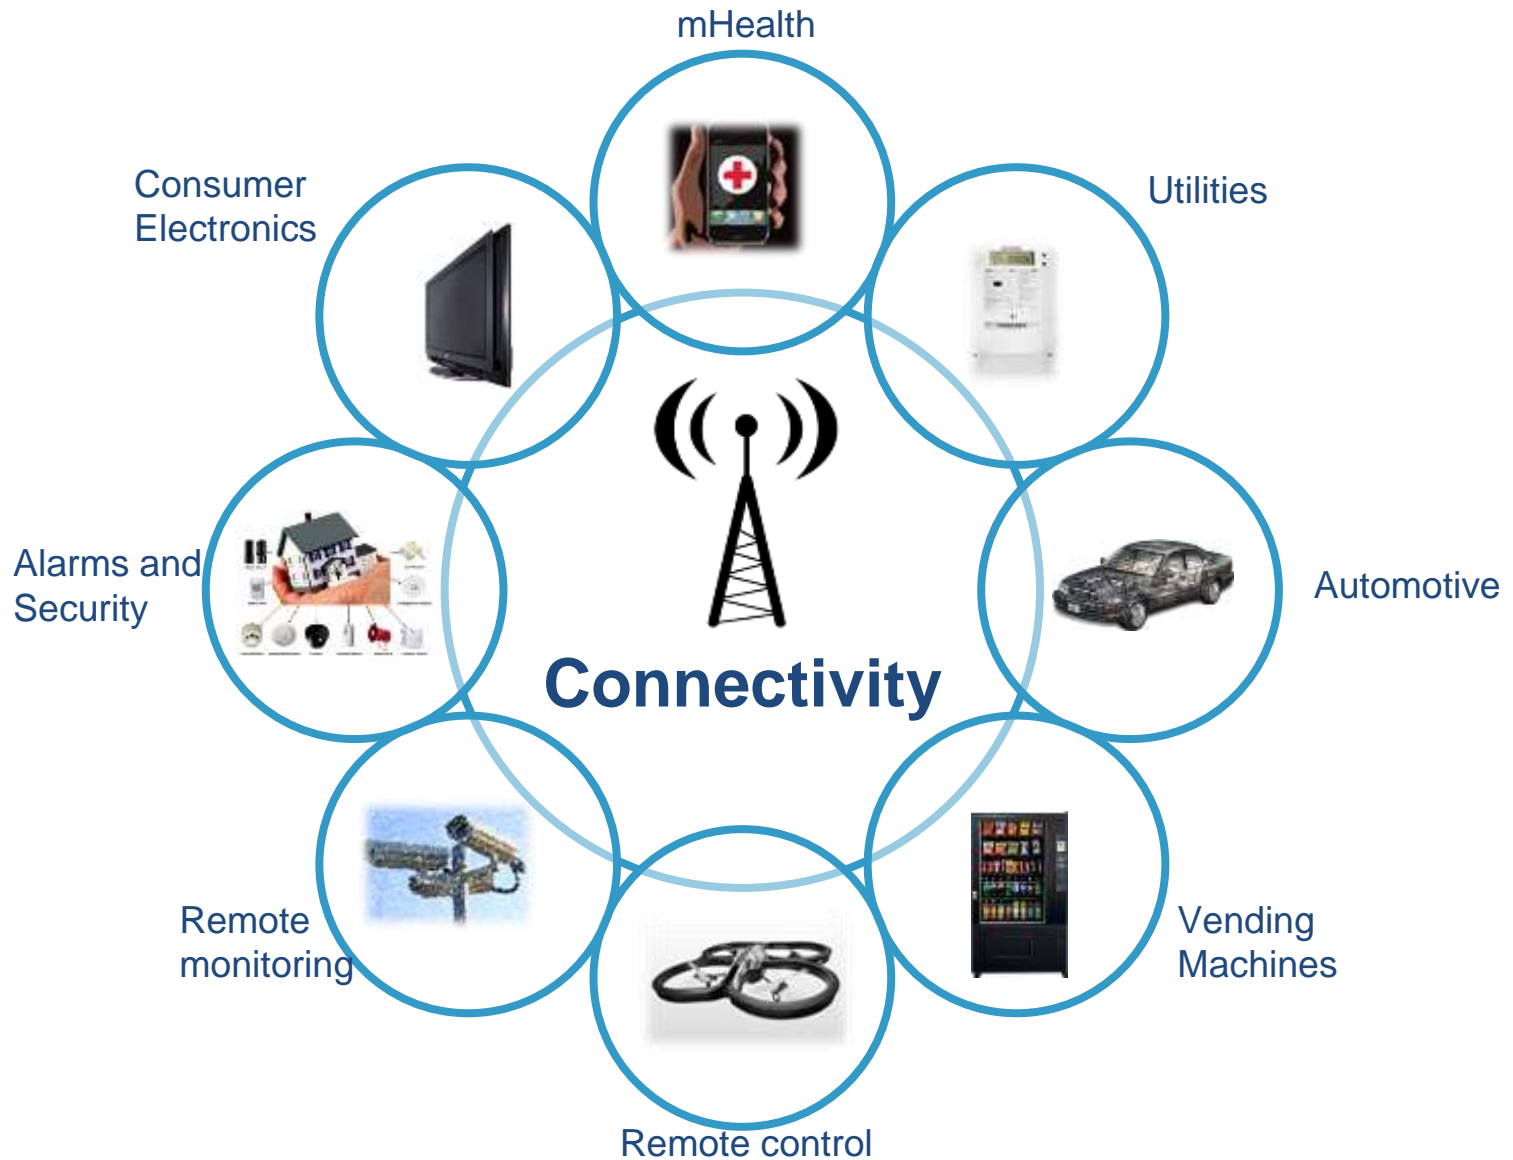 mHealth
Consumer
Electronics
Utilities
Alarms and
Security
Automotive
Connectivity
Remote
monitoring
Vending
Machines
Remote control